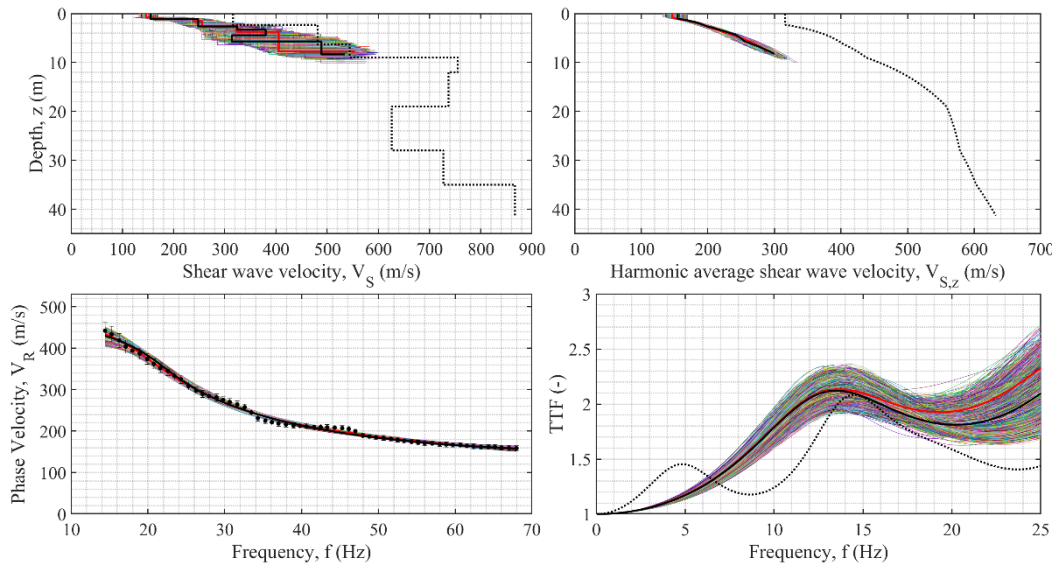 0
10
20
30
40
Depth, z (m)
0 100 200 300 400 500 600 700 800 900
Shear wave velocity, V_S (m/s)
0
10
20
30
40
0 100 200 300 400 500 600 700
Harmonic average shear wave velocity, V_S,z (m/s)
500
400
300
200
100
0
Phase Velocity, V_R (m/s)
10 20 30 40 50 60 70
Frequency, f (Hz)
3
2.5
2
1.5
1
TTF (-)
0 5 10 15 20 25
Frequency, f (Hz)